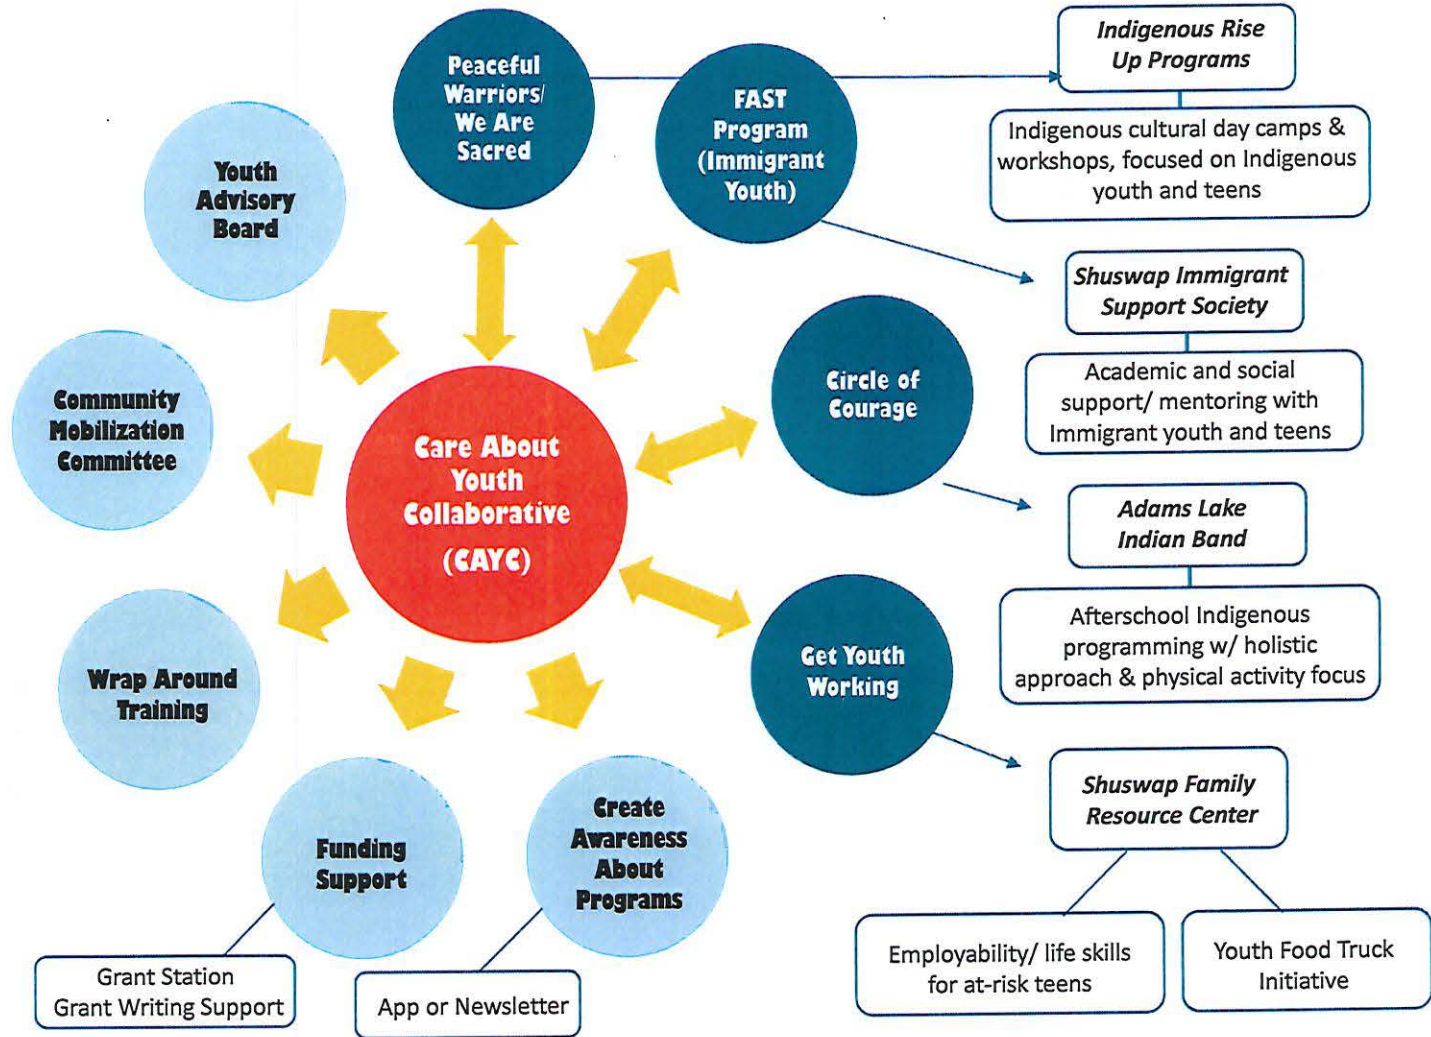 Peaceful
Warriors/
We Are
Sacred
FAST
Program
(Immigrant
Youth)
Indigenous Rise
Up Programs
Indigenous cultural day camps &
workshops, focused on Indigenous
youth and teens
Youth
Advisory
Board
Shuswap Immigrant
Support Society
Academic and social
support/ mentoring with
Immigrant youth and teens
Circle of
Courage
Community
Mobilization
Committee
Care About
Youth
Collaborative
(CAYC)
Adams Lake
Indian Band
Afterschool Indigenous
programming w/ holistic
approach & physical activity focus
Get Youth
Working
Wrap Around
Training
Shuswap Family
Resource Center
Funding
Support
Create
Awareness
About
Programs
Employability/ life skills
for at-risk teens
Youth Food Truck
Initiative
Grant Station
Grant Writing Support
App or Newsletter